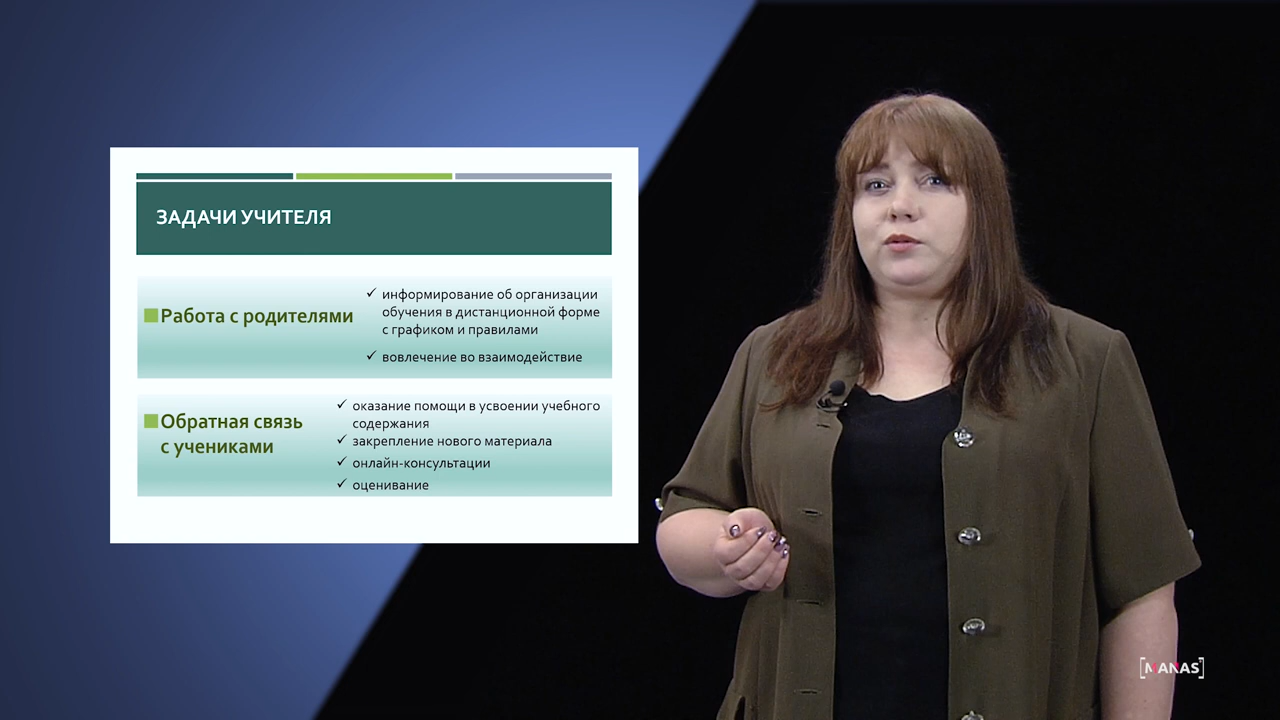 ЗАДАЧИ УЧИТЕЛЯ
Работа с родителями
информирование об организации
обучения в дистанционной форме
с графиком и правилами
вовлечение во взаимодействие
Обратная связь
с учениками
оказание помощи в усвоении учебного
содержания
закрепление нового материала
онлайн-консультации
оценивание
[MANAS]